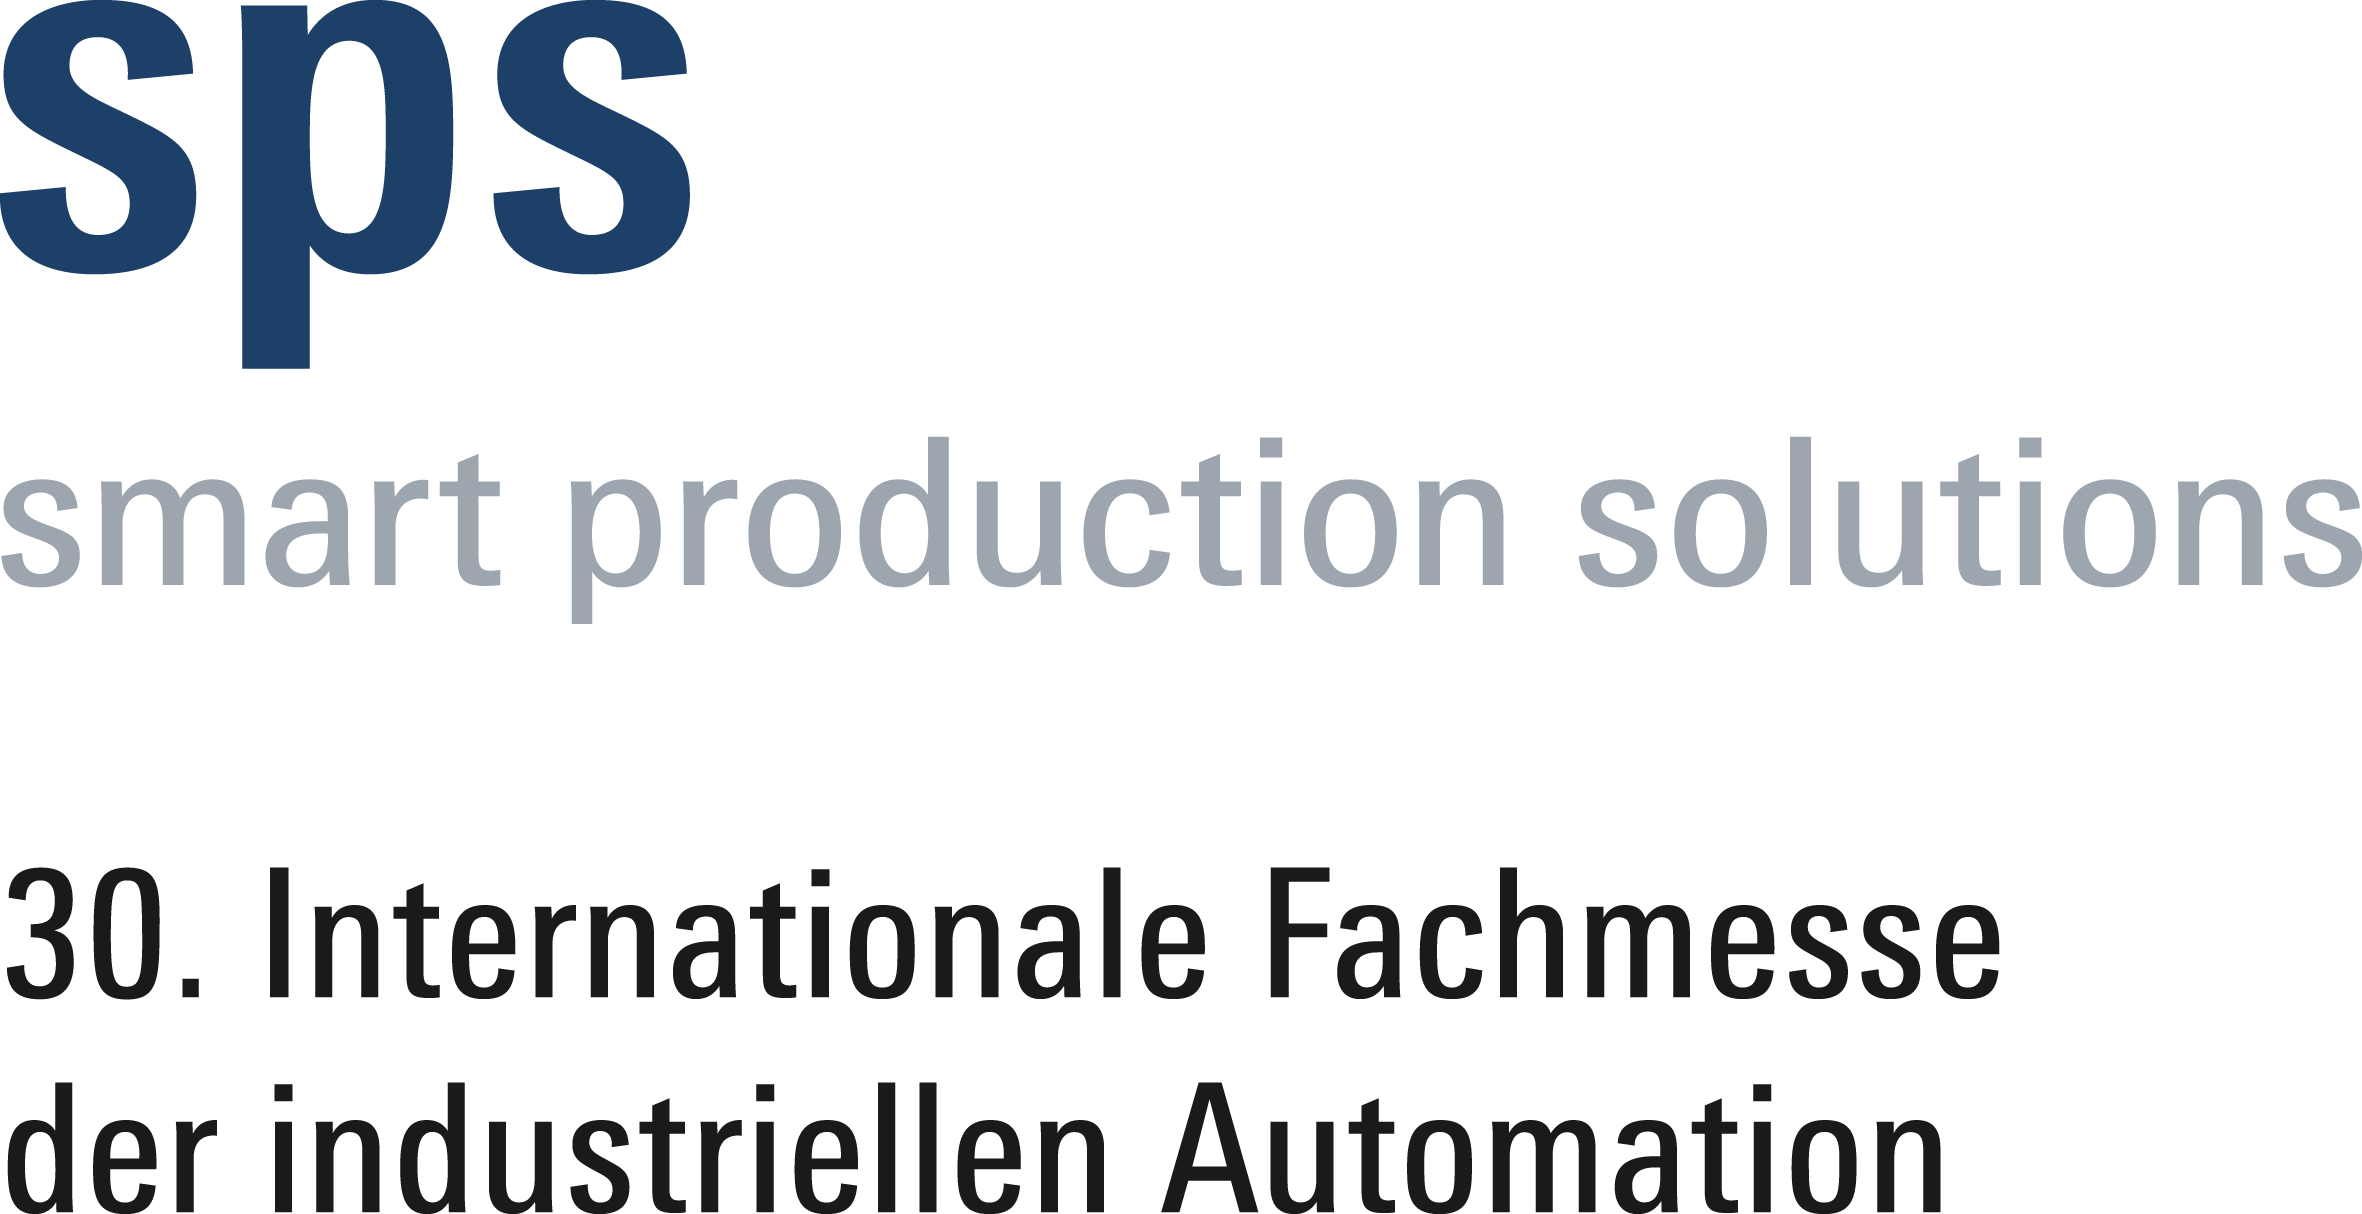 sps
smart production solutions
30. Internationale Fachmesse
der industriellen Automation